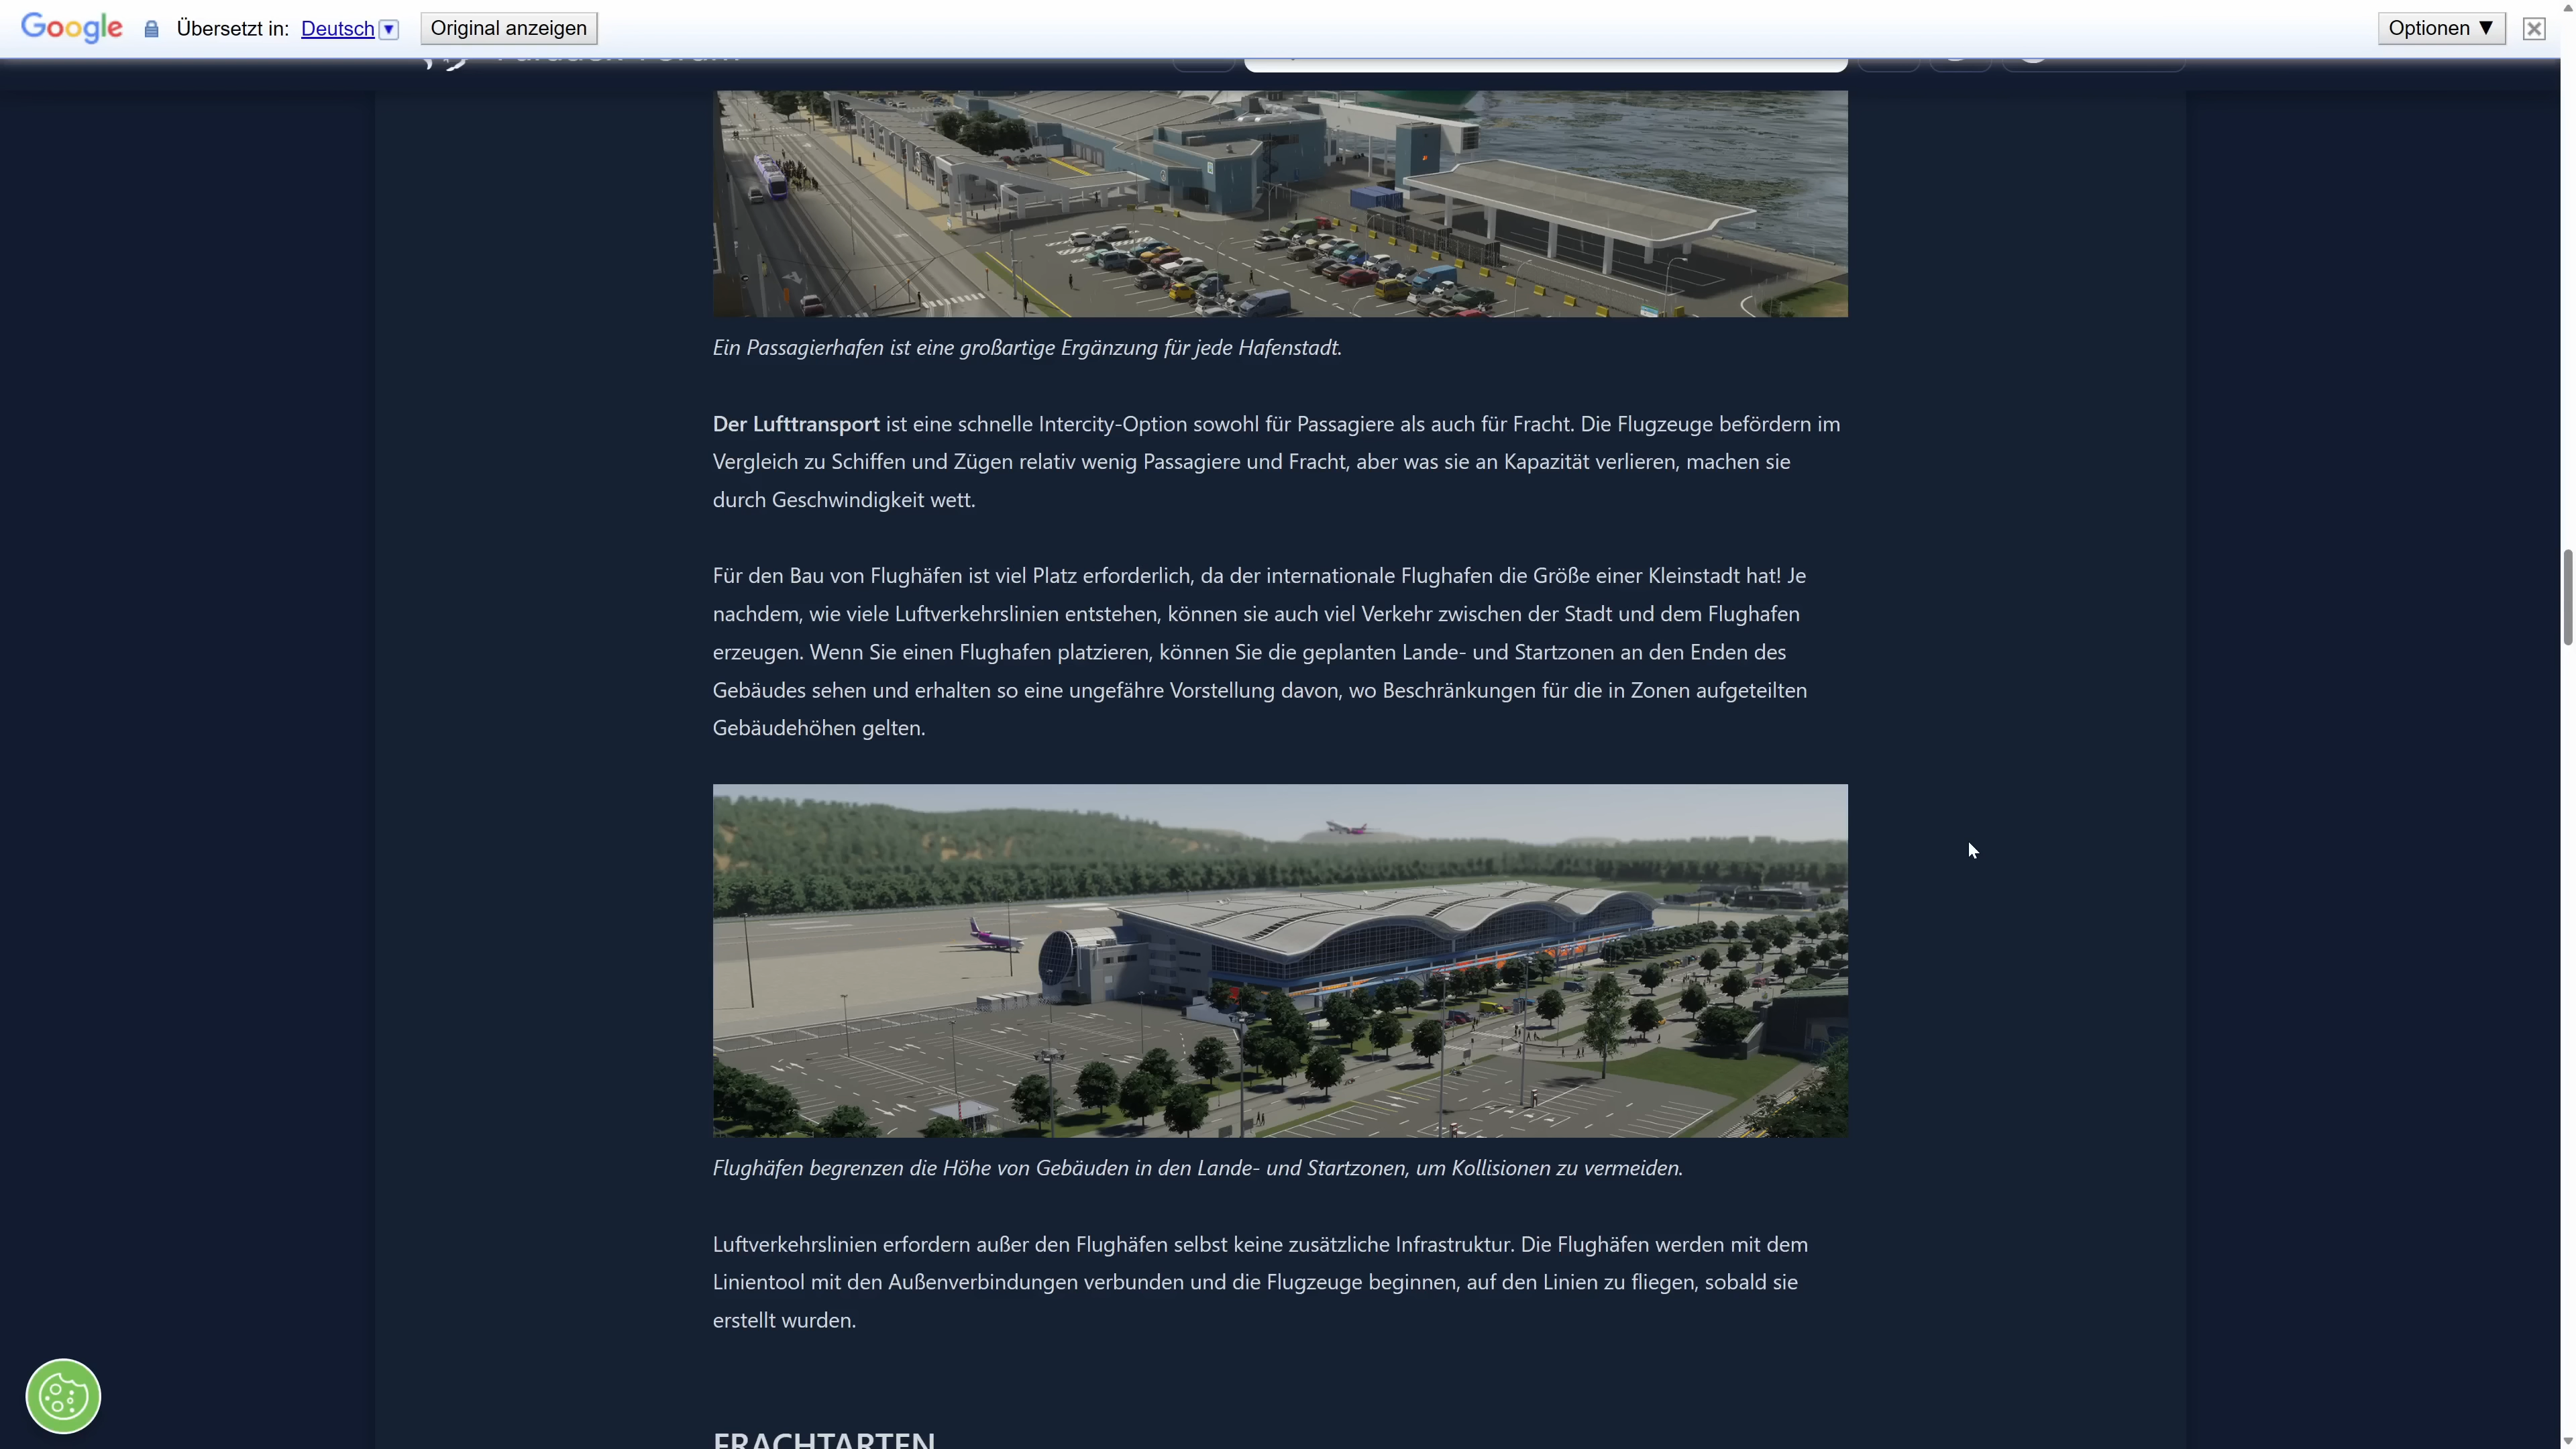 Google Übersetzt in: Deutsch ▼ Original anzeigen Optionen ▼
Ein Passagierhafen ist eine großartige Ergänzung für jede Hafenstadt.
Der Lufttransport ist eine schnelle Intercity-Option sowohl für Passagiere als auch für Fracht. Die Flugzeuge befördern im
Vergleich zu Schiffen und Zügen relativ wenig Passagiere und Fracht, aber was sie an Kapazität verlieren, machen sie
durch Geschwindigkeit wett.
Für den Bau von Flughäfen ist viel Platz erforderlich, da der internationale Flughafen die Größe einer Kleinstadt hat! Je
nachdem, wie viele Luftverkehrslinien entstehen, können sie auch viel Verkehr zwischen der Stadt und dem Flughafen
erzeugen. Wenn Sie einen Flughafen platzieren, können Sie die geplanten Lande- und Startzonen an den Enden des
Gebäudes sehen und erhalten so eine ungefähre Vorstellung davon, wo Beschränkungen für die in Zonen aufgeteilten
Gebäudehöhen gelten.
Flughäfen begrenzen die Höhe von Gebäuden in den Lande- und Startzonen, um Kollisionen zu vermeiden.
Luftverkehrslinien erfordern außer den Flughäfen selbst keine zusätzliche Infrastruktur. Die Flughäfen werden mit dem
Linientool mit den Außenverbindungen verbunden und die Flugzeuge beginnen, auf den Linien zu fliegen, sobald sie
erstellt wurden.
FRACHTARTEN